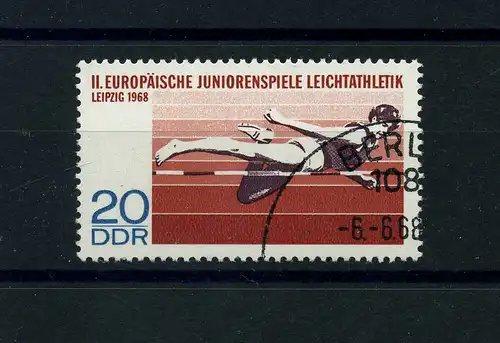 II. EUROPÄISCHE JUNIORENSPIELE LEICHTATHLETIK
LEIPZIG 1968
BERL
108
-6.-6.68
20
DDR